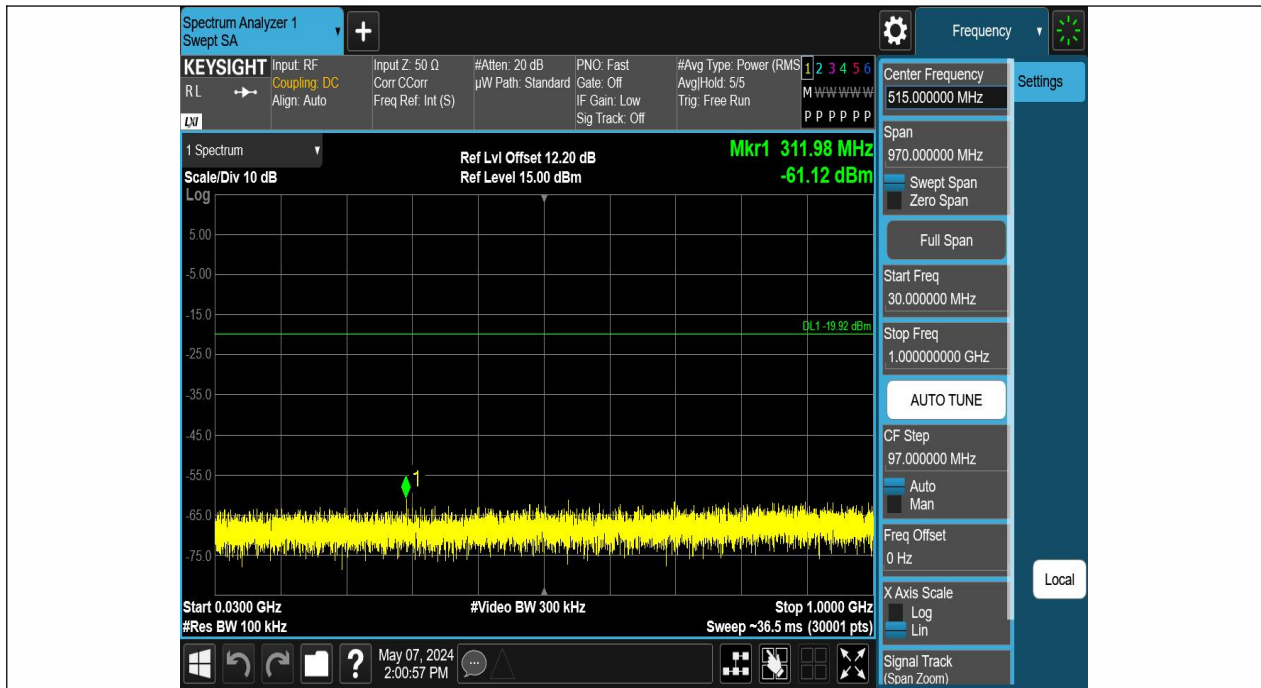 Spectrum Analyzer 1
Swept SA
+
Frequency
KEYSIGHT
R L
LXI
Input: RF
Coupling: DC
Align: Auto
Input Z: 50 Ω
Corr CCorr
Freq Ref: Int (S)
#Atten: 20 dB
µW Path: Standard
PNO: Fast
Gate: Off
IF Gain: Low
Sig Track: Off
#Avg Type: Power (RMS
Avg|Hold: 5/5
Trig: Free Run
1 2 3 4 5 6
M W W W W W
P P P P P P
1 Spectrum
Scale/Div 10 dB
Log
Ref Lvl Offset 12.20 dB
Ref Level 15.00 dBm
Mkr1 311.98 MHz
-61.12 dBm
5.00
-5.00
-15.0
DL1 -19.92 dBm
-25.0
-35.0
-45.0
-55.0
1
-65.0
-75.0
Start 0.0300 GHz
#Res BW 100 kHz
#Video BW 300 kHz
Stop 1.0000 GHz
Sweep ~36.5 ms (30001 pts)
?
May 07, 2024
2:00:57 PM
Center Frequency
515.000000 MHz
Settings
Span
970.000000 MHz
Swept Span
Zero Span
Full Span
Start Freq
30.000000 MHz
Stop Freq
1.000000000 GHz
AUTO TUNE
CF Step
97.000000 MHz
Auto
Man
Freq Offset
0 Hz
Local
X Axis Scale
Log
Lin
Signal Track
(Span Zoom)